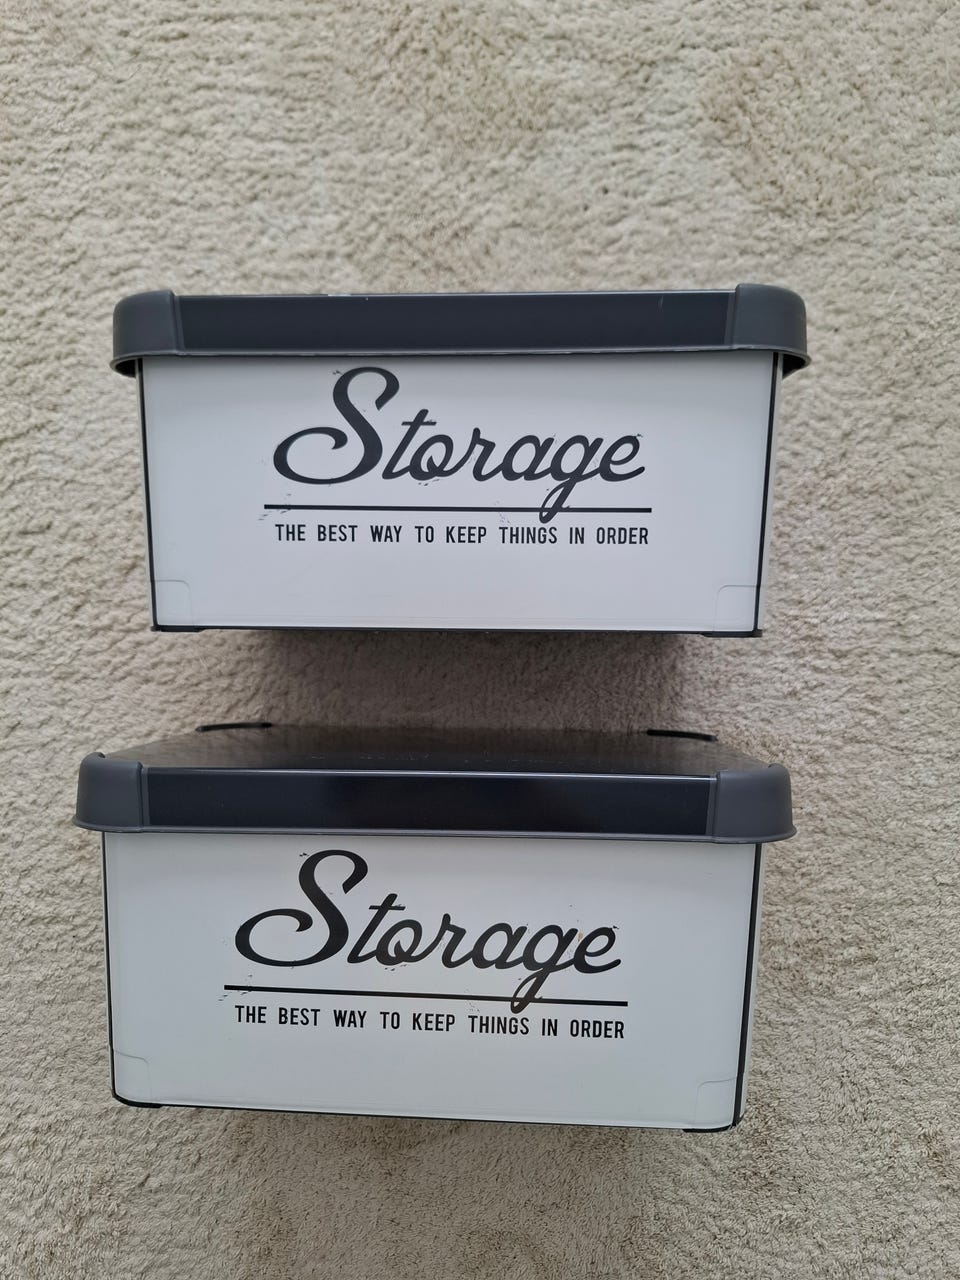 Storage
THE BEST WAY TO KEEP THINGS IN ORDER
Storage
THE BEST WAY TO KEEP THINGS IN ORDER